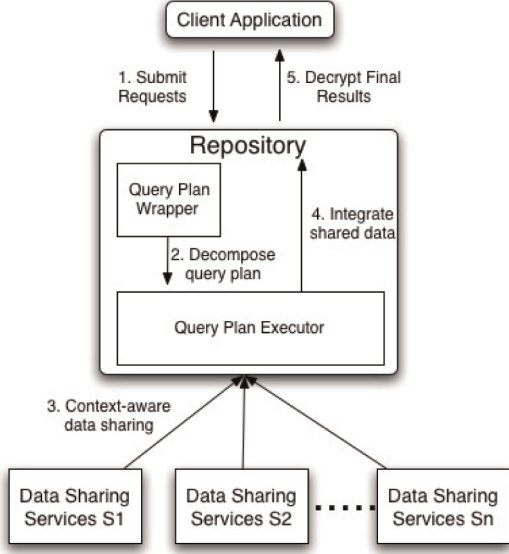 Client Application
1. Submit
Requests
5. Decrypt Final
Results
Repository
Query Plan
Wrapper
4. Integrate
shared data
2. Decompose
query plan
Query Plan Executor
3. Context-aware
data sharing
Data Sharing
Services S1
Data Sharing
Services S2
Data Sharing
Services Sn